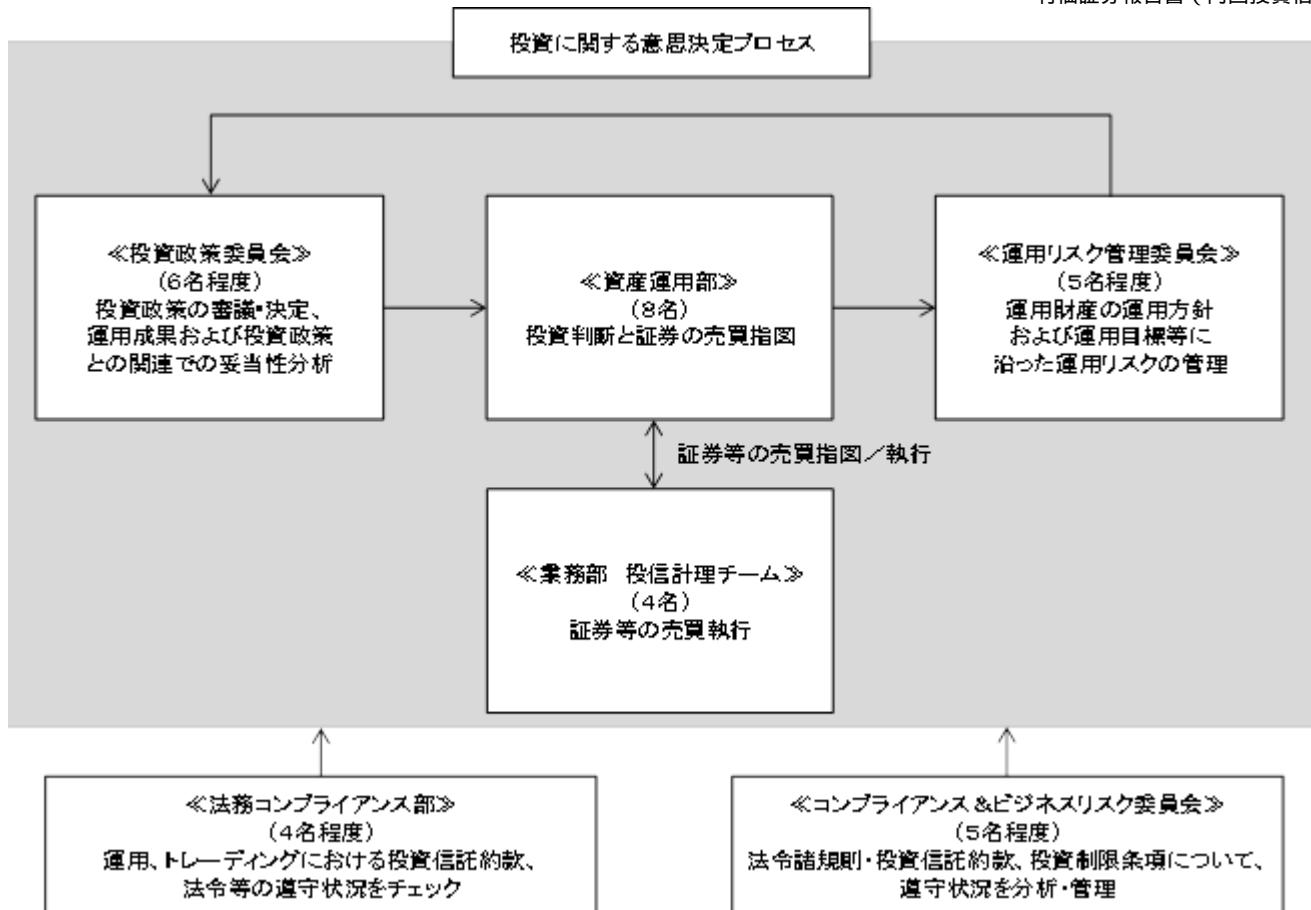 投資に関する意思決定プロセス
≪投資政策委員会≫
(6名程度)
投資政策の審議・決定、
運用成果および投資政策
との関連での妥当性分析
≪資産運用部≫
(8名)
投資判断と証券の売買指図
≪運用リスク管理委員会≫
(5名程度)
運用財産の運用方針
および運用目標等に
沿った運用リスクの管理
証券等の売買指図/執行
≪業務部 投信計理チーム≫
(4名)
証券等の売買執行
≪法務コンプライアンス部≫
(4名程度)
運用、トレーディングにおける投資信託約款、
法令等の遵守状況をチェック
≪コンプライアンス&ビジネスリスク委員会≫
(5名程度)
法令諸規則・投資信託約款、投資制限条項について、
遵守状況を分析・管理